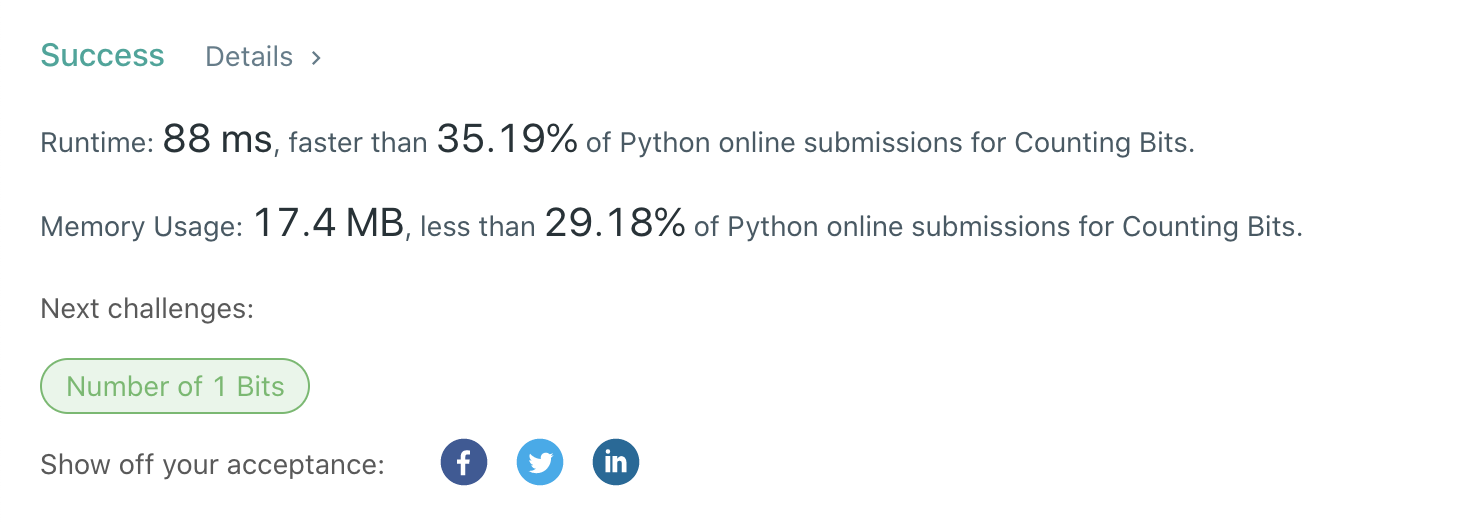 Success Details >
Runtime: 88 ms, faster than 35.19% of Python online submissions for Counting Bits.
Memory Usage: 17.4 MB, less than 29.18% of Python online submissions for Counting Bits.
Next challenges:
Number of 1 Bits
Show off your acceptance: f in